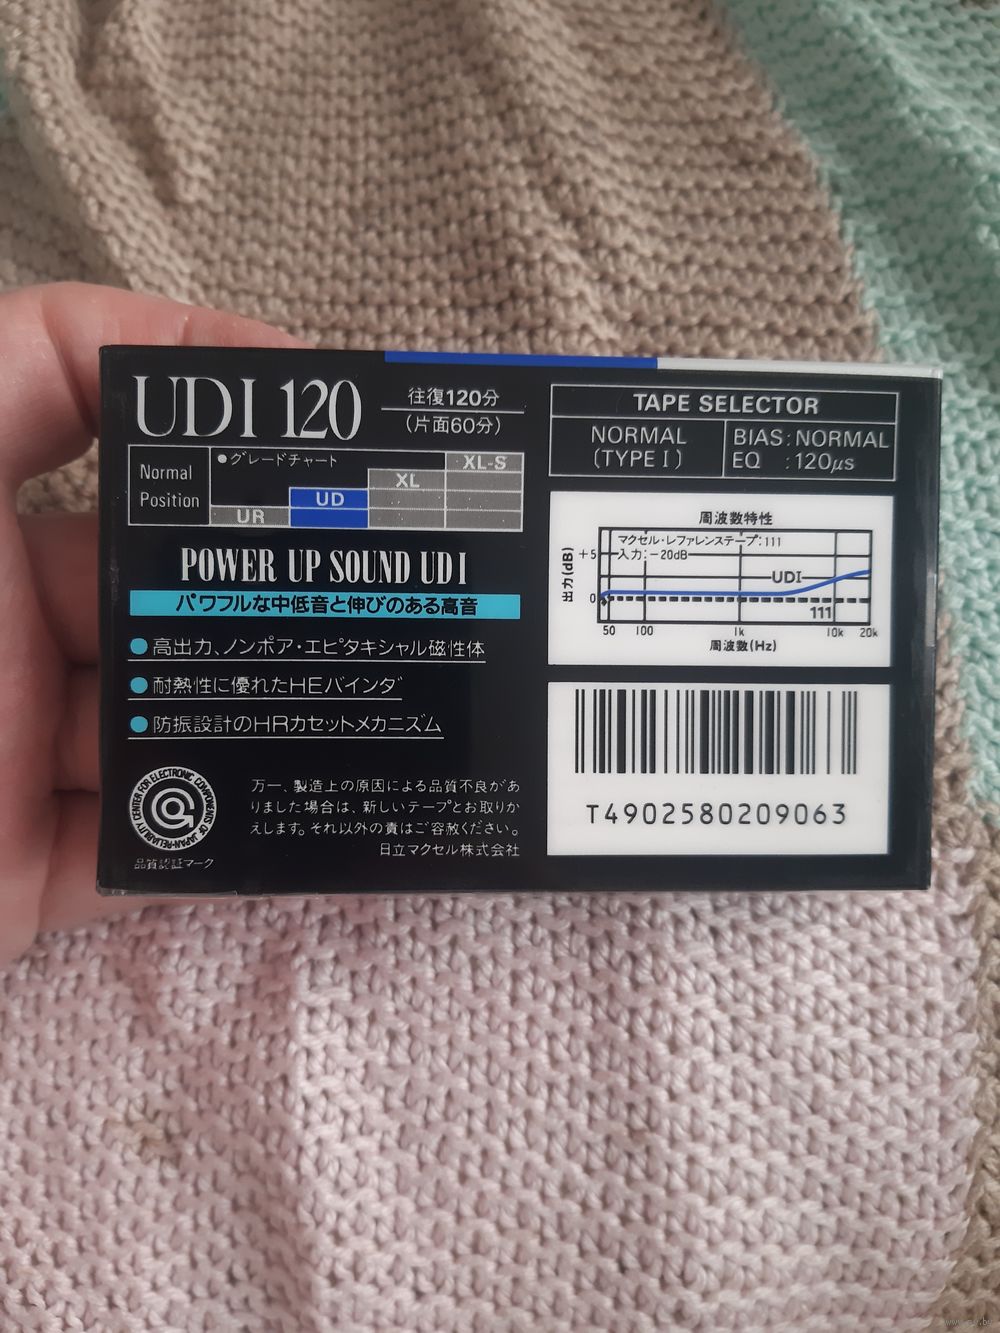 UDI 120
往復120分
(片面60分)
Normal
Position
●グレードチャート
XL-S
XL
UD
UR
POWER UP SOUND UDI
パワフルな中低音と伸びのある高音
●高出力、ノンポア・エピタキシャル磁性体
●耐熱性に優れたHEバインダ
●防振設計のHRカセットメカニズム
RELIABILITY CENTER FOR ELECTRONIC COMPONENTS OF JAPAN
品質認証マーク
万一、製造上の原因による品質不良があ
りました場合は、新しいテープとお取りか
えします。それ以外の責はご容赦ください。
日立マクセル株式会社
TAPE SELECTOR
NORMAL
(TYPE I)
BIAS : NORMAL
EQ : 120μs
周波数特性
マクセル・レファレンステープ:111
入力:-20dB
出力(dB)
+5
0
UDI
111
50 100 1k 10k 20k
周波数(Hz)
T4902580209063